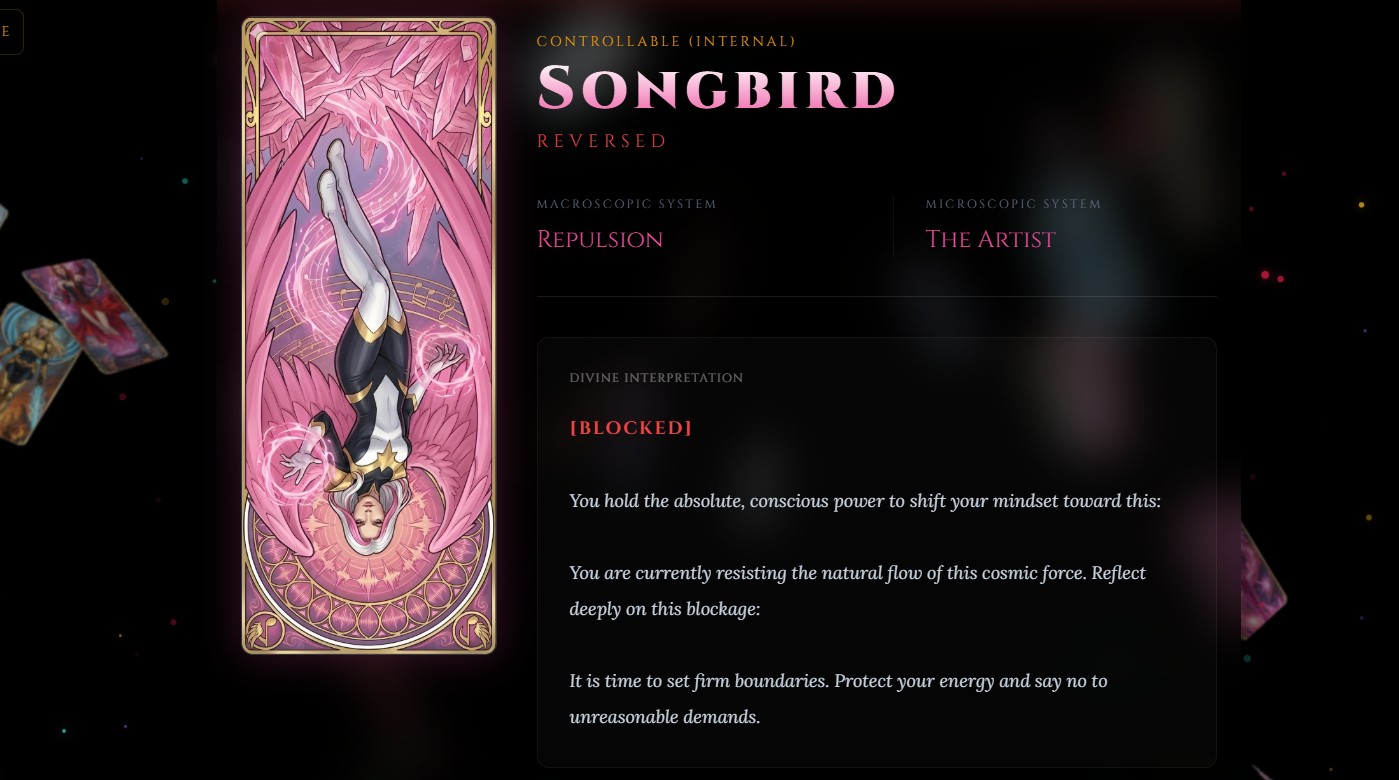 E
CONTROLLABLE (INTERNAL)
SONGBIRD
REVERSED
MACROSCOPIC SYSTEM
MICROSCOPIC SYSTEM
REPULSION
THE ARTIST
DIVINE INTERPRETATION
[BLOCKED]
You hold the absolute, conscious power to shift your mindset toward this:
You are currently resisting the natural flow of this cosmic force. Reflect
deeply on this blockage:
It is time to set firm boundaries. Protect your energy and say no to
unreasonable demands.